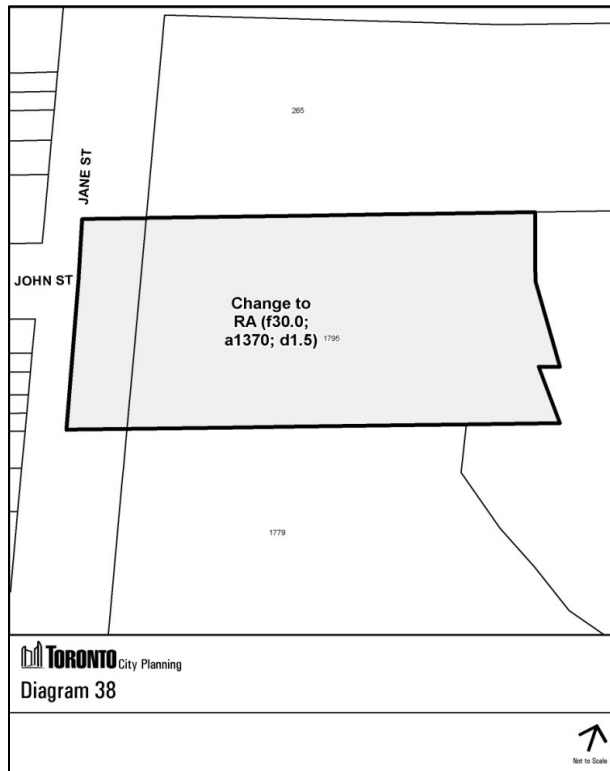 265
JANE ST
JOHN ST
Change to
RA (f30.0;
a1370; d1.5)
1795
1779
TORONTO City Planning
Diagram 38
Not to Scale